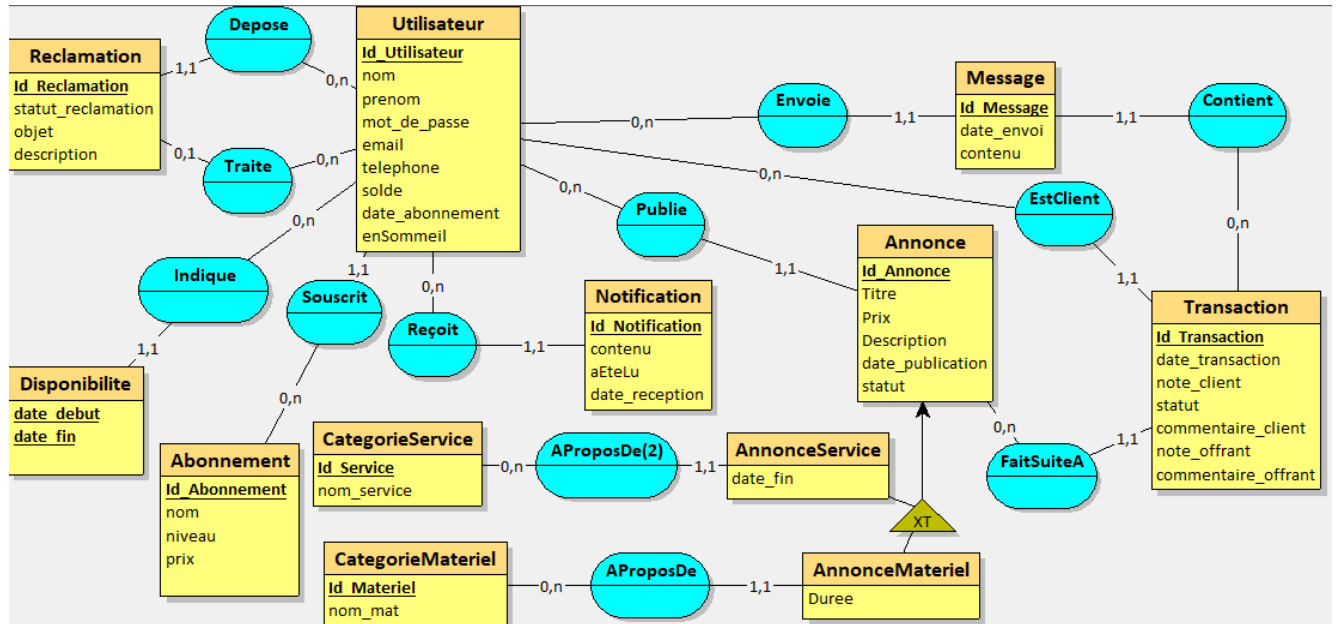 Depose
Utilisateur
Id_Utilisateur
nom
prenom
mot_de_passe
email
telephone
solde
date_abonnement
enSommeil
Reclamation
Id_Reclamation
statut_reclamation
objet
description
1,1
0,n
0,1
Traite
0,n
Envoie
0,n
1,1
Message
Id_Message
date_envoi
contenu
1,1
Contient
0,n
0,n
EstClient
1,1
0,n
Publie
1,1
Annonce
Id_Annonce
Titre
Prix
Description
date_publication
statut
Transaction
Id_Transaction
date_transaction
note_client
statut
commentaire_client
note_offrant
commentaire_offrant
0,n
Indique
1,1
Disponibilite
date_debut
date_fin
1,1
Souscrit
0,n
Abonnement
Id_Abonnement
nom
niveau
prix
0,n
Reçoit
1,1
Notification
Id_Notification
contenu
aEteLu
date_reception
CategorieService
Id_Service
nom_service
0,n
AProposDe(2)
1,1
AnnonceService
date_fin
0,n
FaitSuiteA
1,1
XT
CategorieMateriel
Id_Materiel
nom_mat
0,n
AProposDe
1,1
AnnonceMateriel
Duree